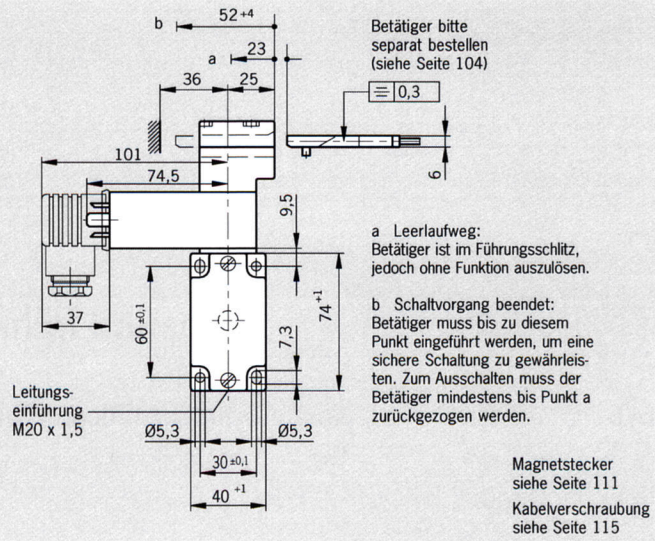 b
52 +4
a
23
36
25
Betätiger bitte
separat bestellen
(siehe Seite 104)
0,3
6
101
74,5
9,5
a Leerlaufweg:
Betätiger ist im Führungsschlitz,
jedoch ohne Funktion auszulösen.
37
60 ±0,1
74 +1
7,3
b Schaltvorgang beendet:
Betätiger muss bis zu diesem
Punkt eingeführt werden, um eine
sichere Schaltung zu gewährleis-
ten. Zum Ausschalten muss der
Betätiger mindestens bis Punkt a
zurückgezogen werden.
Leitungs-
einführung
M20 x 1,5
Ø5,3
Ø5,3
30 ±0,1
40 +1
Magnetstecker
siehe Seite 111
Kabelverschraubung
siehe Seite 115